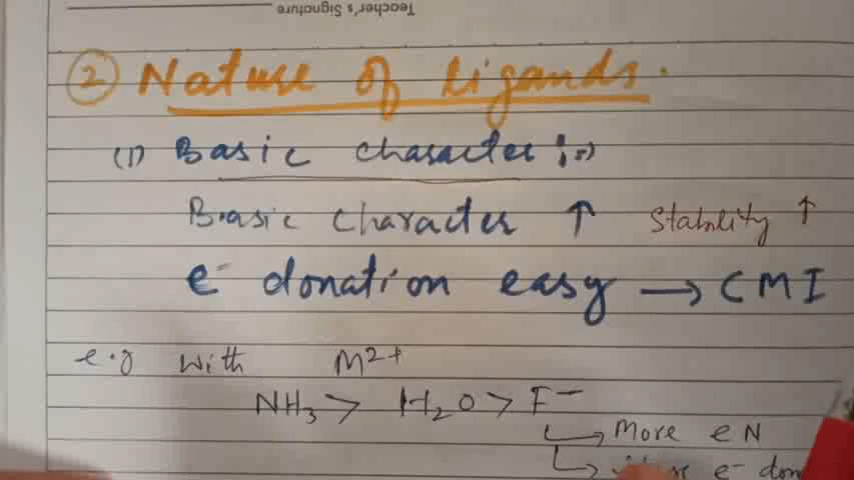 Teacher's Signature
② Nature of Ligands.
(1) Basic character :-)
Basic character ↑ Stability ↑
e⁻ donation easy → CMI
e.g with M²⁺
NH₃ > H₂O > F⁻
→ More eN
→ e⁻ don